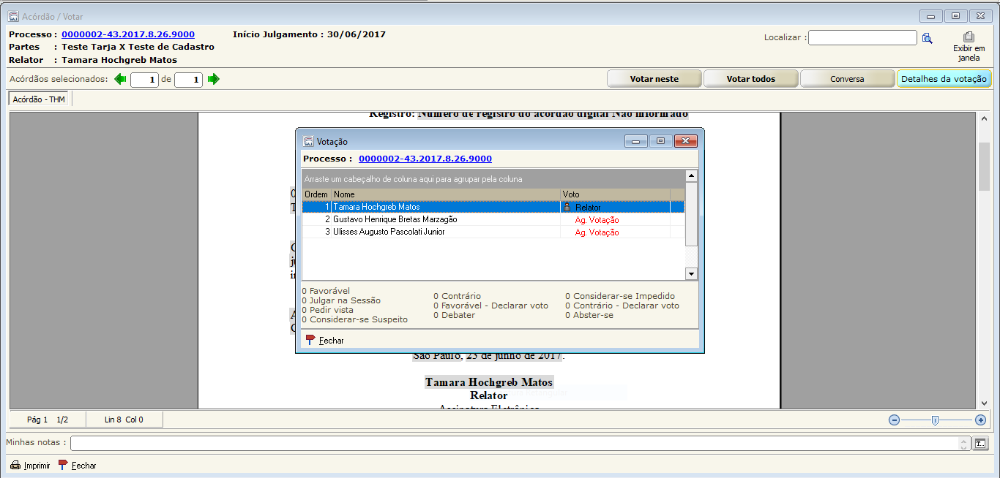 Acórdão / Votar
Processo : 0000002-43.2017.8.26.9000 Início Julgamento : 30/06/2017
Partes : Teste Tarja X Teste de Cadastro
Relator : Tamara Hochgreb Matos
Localizar :
Exibir em
janela
Acórdãos selecionados: 1 de 1
Votar neste Votar todos Conversa Detalhes da votação
Acórdão - THM
Registro: Número de registro do acórdão digital Não informado
Votação
Processo : 0000002-43.2017.8.26.9000
Arraste um cabeçalho de coluna aqui para agrupar pela coluna
Ordem Nome Voto
1 Tamara Hochgreb Matos Relator
2 Gustavo Henrique Bretas Marzagão Ag. Votação
3 Ulisses Augusto Pascolati Junior Ag. Votação
0 Favorável
0 Julgar na Sessão
0 Pedir vista
0 Considerar-se Suspeito
0 Contrário
0 Favorável - Declarar voto
0 Debater
0 Considerar-se Impedido
0 Contrário - Declarar voto
0 Abster-se
Fechar
São Paulo, 23 de junho de 2017.
Tamara Hochgreb Matos
Relator
Assinatura Eletrônica
Pág 1 1/2 Lin 8 Col 0
Minhas notas :
T...
Imprimir Fechar